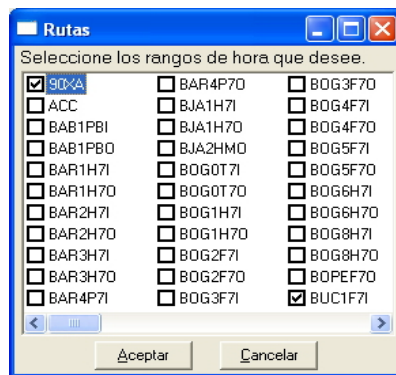 Rutas
Seleccione los rangos de hora que desee.
90XA BAR4P7O BOG3F7O
ACC BJA1H7I BOG4F7I
BAB1PBI BJA1H7O BOG4F7O
BAB1PBO BJA2HMO BOG5F7I
BAR1H7I BOG0T7I BOG5F7O
BAR1H7O BOG0T7O BOG6H7I
BAR2H7I BOG1H7I BOG6H7O
BAR2H7O BOG1H7O BOG8H7I
BAR3H7I BOG2F7I BOG8H7O
BAR3H7O BOG2F7O BOPEF7O
BAR4P7I BOG3F7I BUC1F7I
Aceptar Cancelar